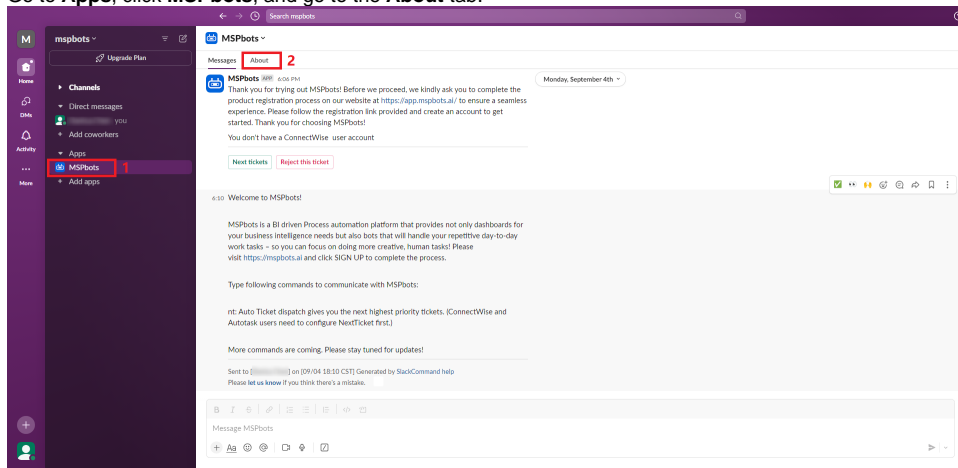 Go to Apps, click MSPbots, and go to the About tab.
Search mspbots
M
mspbots
Upgrade Plan
Home
DMs
Activity
More
Channels
Direct messages
you
Add coworkers
Apps
MSPbots 1
Add apps
MSPbots
Messages About 2
MSPbots APP 6:06 PM
Monday, September 4th
Thank you for trying out MSPbots! Before we proceed, we kindly ask you to complete the
product registration process on our website at https://app.mspbots.ai/ to ensure a seamless
experience. Please follow the registration link provided and create an account to get
started. Thank you for choosing MSPbots!
You don't have a ConnectWise user account
Next tickets Reject this ticket
6:10 Welcome to MSPbots!
MSPbots is a BI driven Process automation platform that provides not only dashboards for
your business intelligence needs but also bots that will handle your repetitive day-to-day
work tasks – so you can focus on doing more creative, human tasks! Please
visit https://mspbots.ai and click SIGN UP to complete the process.
Type following commands to communicate with MSPbots:
nt: Auto Ticket dispatch gives you the next highest priority tickets. (ConnectWise and
Autotask users need to configure NextTicket first.)
More commands are coming, Please stay tuned for updates!
Sent to [ ] on [09/04 18:10 CST] Generated by SlackCommand help
Please let us know if you think there's a mistake.
Message MSPbots
Aa